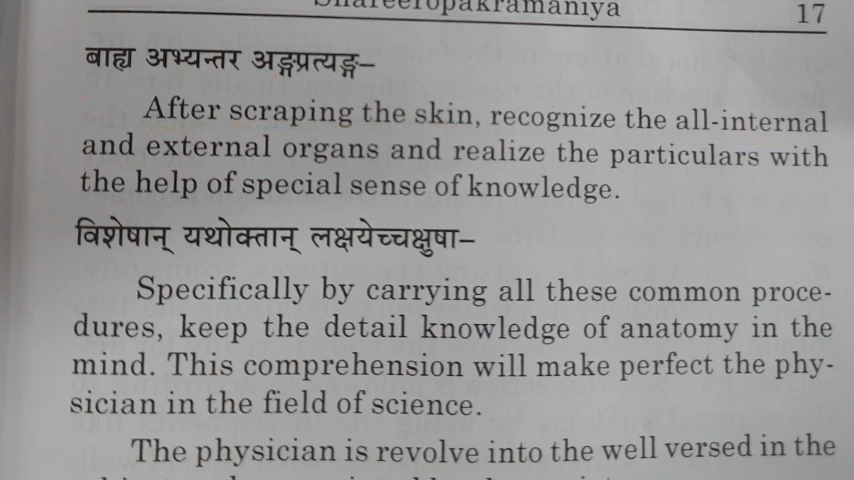 Shareeropakramaniya 17
बाह्य अभ्यन्तर अङ्गप्रत्यङ्ग–
After scraping the skin, recognize the all-internal
and external organs and realize the particulars with
the help of special sense of knowledge.
विशेषान् यथोक्तान् लक्षयेच्चक्षुषा–
Specifically by carrying all these common proce-
dures, keep the detail knowledge of anatomy in the
mind. This comprehension will make perfect the phy-
sician in the field of science.
The physician is revolve into the well versed in the